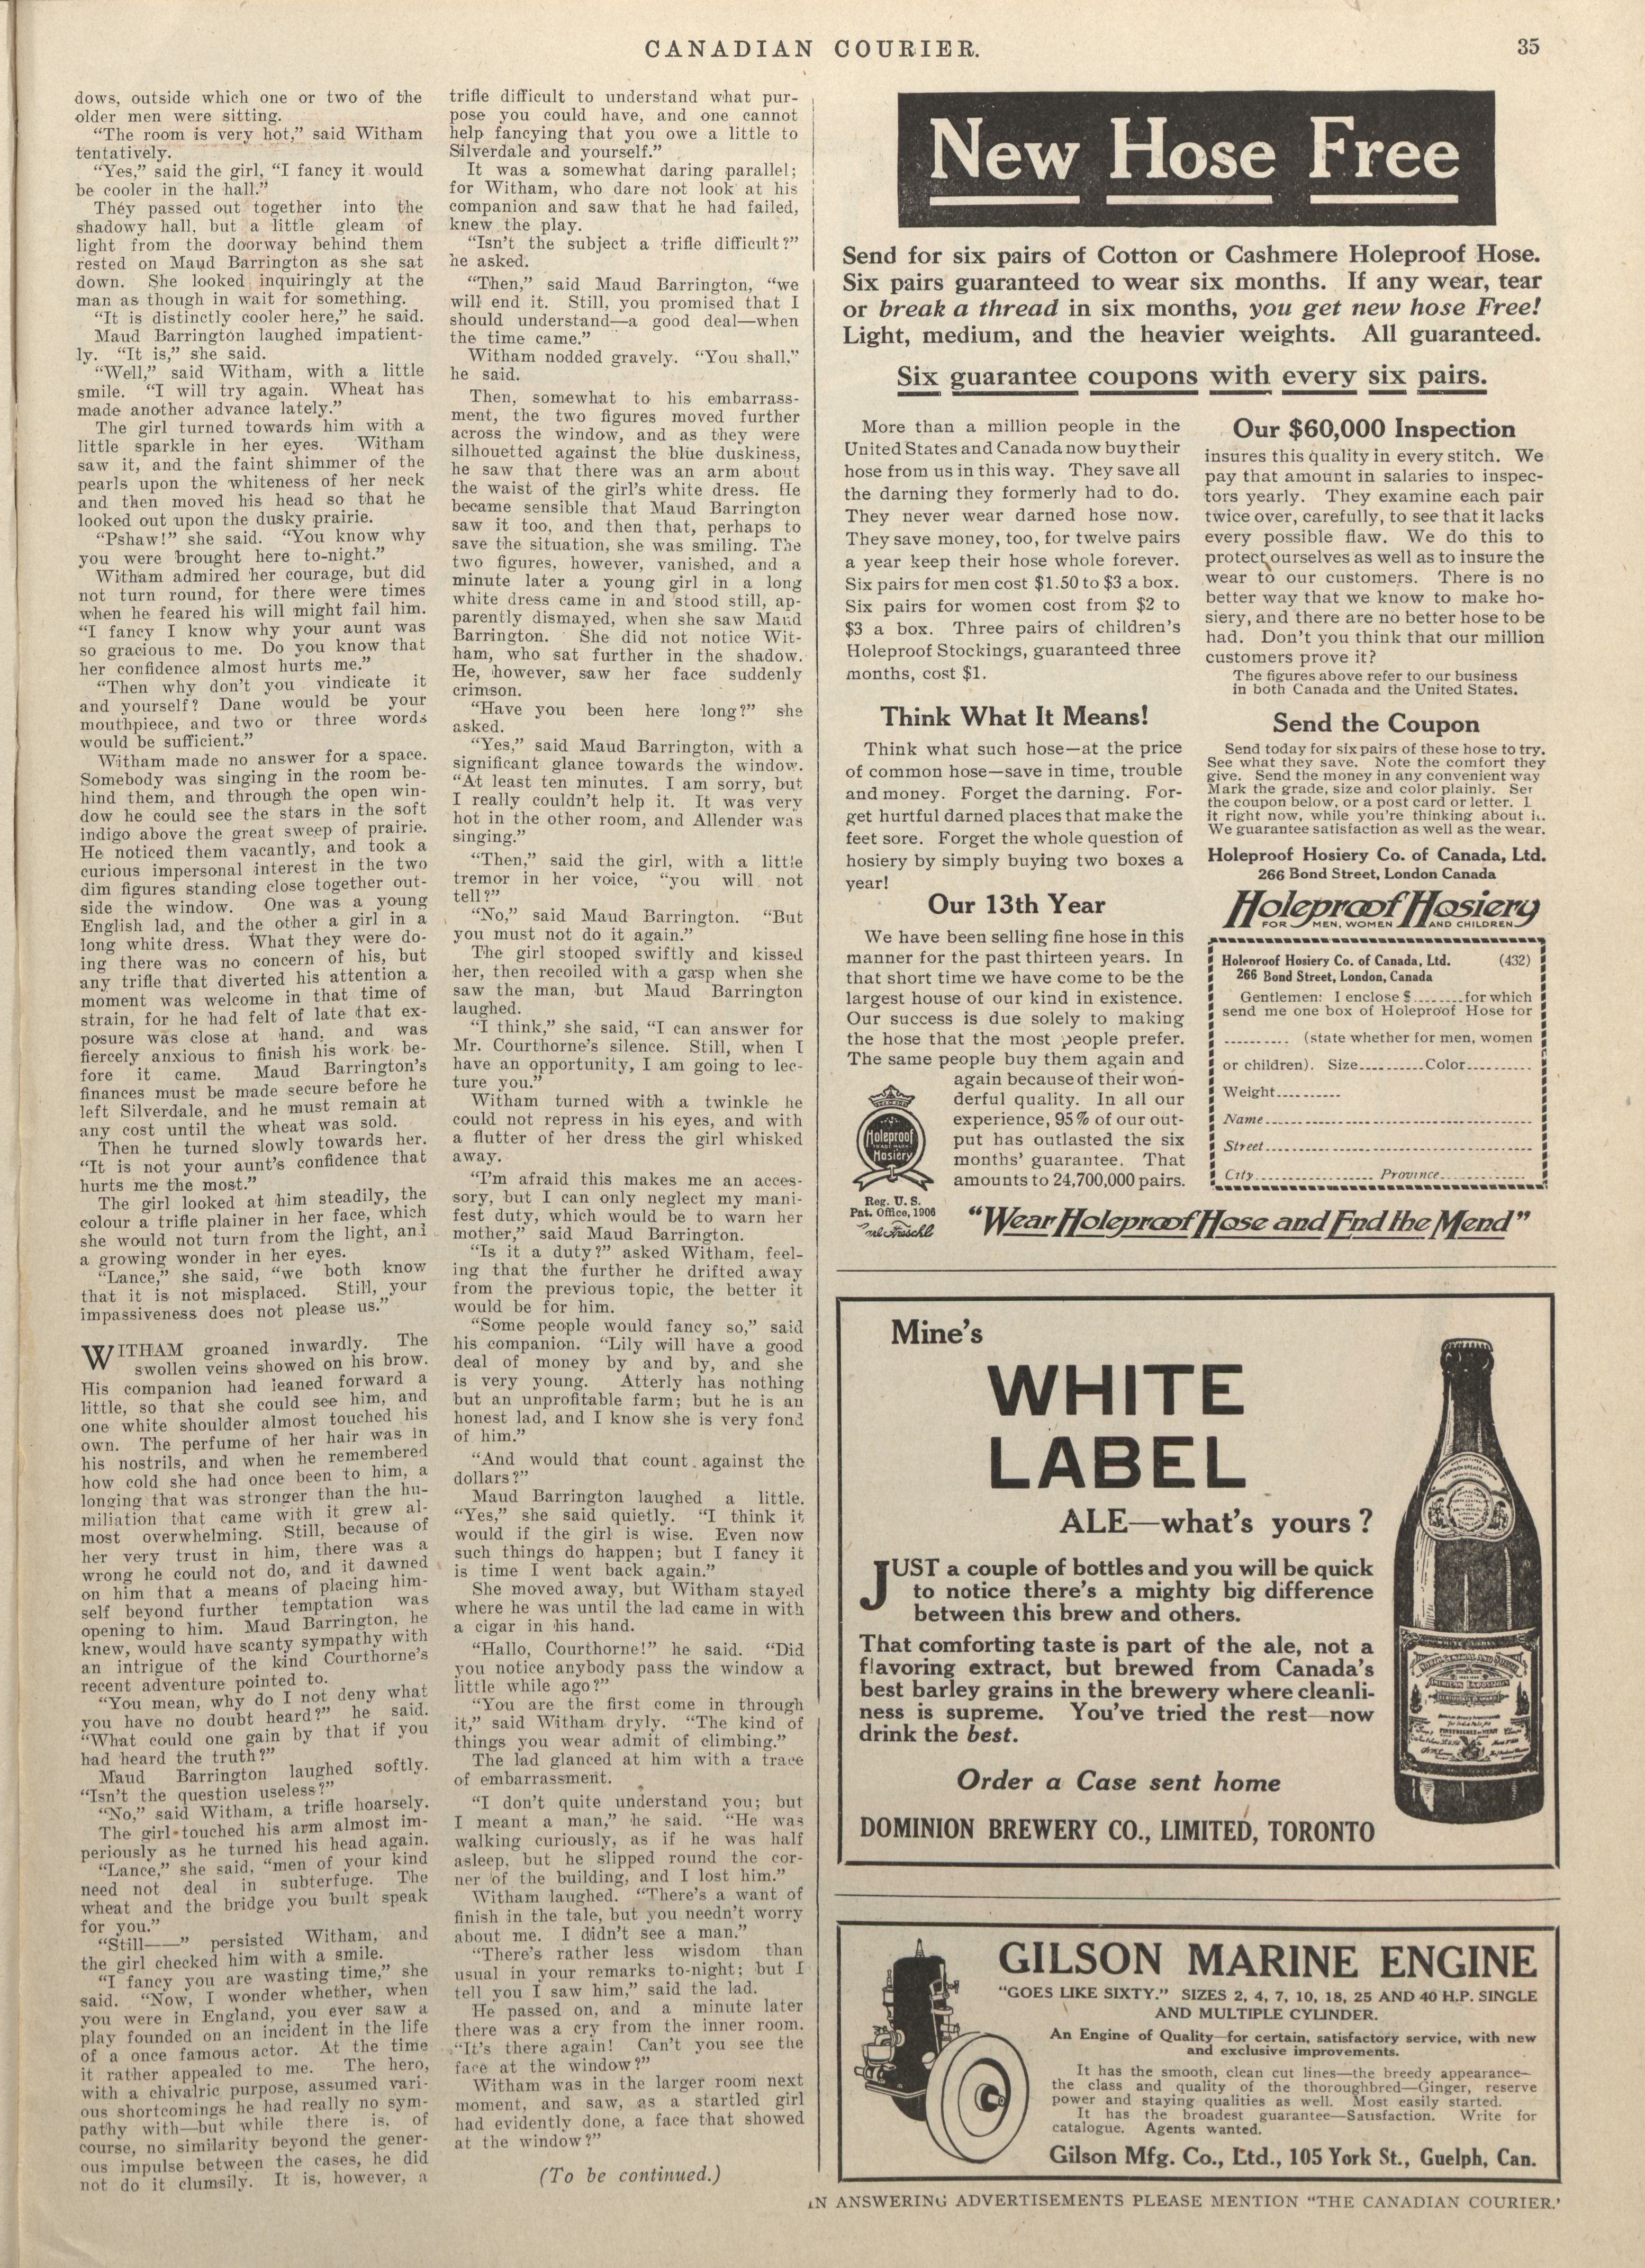 CANADIAN COURIER.
35
dows, outside which one or two of the
older men were sitting.
"The room is very hot," said Witham
tentatively.
"Yes," said the girl, "I fancy it would
be cooler in the hall."
They passed out together into the
shadowy hall, but a little gleam of
light from the doorway behind them
rested on Maud Barrington as she sat
down. She looked inquiringly at the
man as though in wait for something.
"It is distinctly cooler here," he said.
Maud Barrington laughed impatient-
ly. "It is," she said.
"Well," said Witham, with a little
smile. "I will try again. Wheat has
made another advance lately."
The girl turned towards him with a
little sparkle in her eyes. Witham
saw it, and the faint shimmer of the
pearls upon the whiteness of her neck
and then moved his head so that he
looked out upon the dusky prairie.
"Pshaw!" she said. "You know why
you were brought here to-night."
Witham admired her courage, but did
not turn round, for there were times
when he feared his will might fail him.
"I fancy I know why your aunt was
so gracious to me. Do you know that
her confidence almost hurts me."
"Then why don't you vindicate it
and yourself? Dane would be your
mouthpiece, and two or three words
would be sufficient."
Witham made no answer for a space.
Somebody was singing in the room be-
hind them, and through the open win-
dow he could see the stars in the soft
indigo above the great sweep of prairie.
He noticed them vacantly, and took a
curious impersonal interest in the two
dim figures standing close together out-
side the window. One was a young
English lad, and the other a girl in a
long white dress. What they were do-
ing there was no concern of his, but
any trifle that diverted his attention a
moment was welcome in that time of
strain, for he had felt of late that ex-
posure was close at hand, and was
fiercely anxious to finish his work be-
fore it came. Maud Barrington's
finances must be made secure before he
left Silverdale, and he must remain at
any cost until the wheat was sold.
Then he turned slowly towards her.
"It is not your aunt's confidence that
hurts me the most."
The girl looked at him steadily, the
colour a trifle plainer in her face, which
she would not turn from the light, and
a growing wonder in her eyes.
"Lance," she said, "we both know
that it is not misplaced. Still, your
impassiveness does not please us."
WITHAM groaned inwardly. The
swollen veins showed on his brow.
His companion had leaned forward a
little, so that she could see him, and
one white shoulder almost touched his
own. The perfume of her hair was in
his nostrils, and when he remembered
how cold she had once been to him, a
longing that was stronger than the hu-
miliation that came with it grew al-
most overwhelming. Still, because of
her very trust in him, there was a
wrong he could not do, and it dawned
on him that a means of placing him-
self beyond further temptation was
opening to him. Maud Barrington, he
knew, would have scanty sympathy with
an intrigue of the kind Courthorne's
recent adventure pointed to.
"You mean, why do I not deny what
you have no doubt heard?" he said.
"What could one gain by that if you
had heard the truth?"
Maud Barrington laughed softly.
"Isn't the question useless?"
"No," said Witham, a trifle hoarsely.
The girl touched his arm almost im-
periously as he turned his head again.
"Lance," she said, "men of your kind
need not deal in subterfuge. The
wheat and the bridge you built speak
for you."
"Still——" persisted Witham, and
the girl checked him with a smile.
"I fancy you are wasting time," she
said. "Now, I wonder whether, when
you were in England, you ever saw a
play founded on an incident in the life
of a once famous actor. At the time
it rather appealed to me. The hero,
with a chivalric purpose, assumed vari-
ous shortcomings he had really no sym-
pathy with—but while there is, of
course, no similarity beyond the gener-
ous impulse between the cases, he did
not do it clumsily. It is, however, a
trifle difficult to understand what pur-
pose you could have, and one cannot
help fancying that you owe a little to
Silverdale and yourself."
It was a somewhat daring parallel;
for Witham, who dare not look at his
companion and saw that he had failed,
knew the play.
"Isn't the subject a trifle difficult?"
he asked.
"Then," said Maud Barrington, "we
will end it. Still, you promised that I
should understand—a good deal—when
the time came."
Witham nodded gravely. "You shall,"
he said.
Then, somewhat to his embarrass-
ment, the two figures moved further
across the window, and as they were
silhouetted against the blue duskiness,
he saw that there was an arm about
the waist of the girl's white dress. He
became sensible that Maud Barrington
saw it too, and then that, perhaps to
save the situation, she was smiling. The
two figures, however, vanished, and a
minute later a young girl in a long
white dress came in and stood still, ap-
parently dismayed, when she saw Maud
Barrington. She did not notice Wit-
ham, who sat further in the shadow.
He, however, saw her face suddenly
crimson.
"Have you been here long?" she
asked.
"Yes," said Maud Barrington, with a
significant glance towards the window.
"At least ten minutes. I am sorry, but
I really couldn't help it. It was very
hot in the other room, and Allender was
singing."
"Then," said the girl, with a little
tremor in her voice, "you will not
tell?"
"No," said Maud Barrington. "But
you must not do it again."
The girl stooped swiftly and kissed
her, then recoiled with a gasp when she
saw the man, but Maud Barrington
laughed.
"I think," she said, "I can answer for
Mr. Courthorne's silence. Still, when I
have an opportunity, I am going to lec-
ture you."
Witham turned with a twinkle he
could not repress in his eyes, and with
a flutter of her dress the girl whisked
away.
"I'm afraid this makes me an acces-
sory, but I can only neglect my mani-
fest duty, which would be to warn her
mother," said Maud Barrington.
"Is it a duty?" asked Witham, feel-
ing that the further he drifted away
from the previous topic, the better it
would be for him.
"Some people would fancy so," said
his companion. "Lily will have a good
deal of money by and by, and she
is very young. Atterly has nothing
but an unprofitable farm; but he is an
honest lad, and I know she is very fond
of him."
"And would that count against the
dollars?"
Maud Barrington laughed a little.
"Yes," she said quietly. "I think it
would if the girl is wise. Even now
such things do happen; but I fancy it
is time I went back again."
She moved away, but Witham stayed
where he was until the lad came in with
a cigar in his hand.
"Hallo, Courthorne!" he said. "Did
you notice anybody pass the window a
little while ago?"
"You are the first come in through
it," said Witham dryly. "The kind of
things you wear admit of climbing."
The lad glanced at him with a trace
of embarrassment.
"I don't quite understand you; but
I meant a man," he said. "He was
walking curiously, as if he was half
asleep, but he slipped round the cor-
ner of the building, and I lost him."
Witham laughed. "There's a want of
finish in the tale, but you needn't worry
about me. I didn't see a man."
"There's rather less wisdom than
usual in your remarks to-night; but I
tell you I saw him," said the lad.
He passed on, and a minute later
there was a cry from the inner room.
"It's there again! Can't you see the
face at the window?"
Witham was in the larger room next
moment, and saw, as a startled girl
had evidently done, a face that showed
at the window?"
(To be continued.)
New Hose Free
Send for six pairs of Cotton or Cashmere Holeproof Hose.
Six pairs guaranteed to wear six months. If any wear, tear
or break a thread in six months, you get new hose Free!
Light, medium, and the heavier weights. All guaranteed.
Six guarantee coupons with every six pairs.
More than a million people in the
United States and Canada now buy their
hose from us in this way. They save all
the darning they formerly had to do.
They never wear darned hose now.
They save money, too, for twelve pairs
a year keep their hose whole forever.
Six pairs for men cost $1.50 to $3 a box.
Six pairs for women cost from $2 to
$3 a box. Three pairs of children's
Holeproof Stockings, guaranteed three
months, cost $1.
Think What It Means!
Think what such hose—at the price
of common hose—save in time, trouble
and money. Forget the darning. For-
get hurtful darned places that make the
feet sore. Forget the whole question of
hosiery by simply buying two boxes a
year!
Our 13th Year
We have been selling fine hose in this
manner for the past thirteen years. In
that short time we have come to be the
largest house of our kind in existence.
Our success is due solely to making
the hose that the most people prefer.
The same people buy them again and
again because of their won-
derful quality. In all our
experience, 95% of our out-
put has outlasted the six
months' guarantee. That
amounts to 24,700,000 pairs.
Holeproof
Hosiery
Reg. U. S.
Pat. Office, 1906
Our $60,000 Inspection
insures this quality in every stitch. We
pay that amount in salaries to inspec-
tors yearly. They examine each pair
twice over, carefully, to see that it lacks
every possible flaw. We do this to
protect ourselves as well as to insure the
wear to our customers. There is no
better way that we know to make ho-
siery, and there are no better hose to be
had. Don't you think that our million
customers prove it?
The figures above refer to our business
in both Canada and the United States.
Send the Coupon
Send today for six pairs of these hose to try.
See what they save. Note the comfort they
give. Send the money in any convenient way
Mark the grade, size and color plainly.
the coupon below, or a post card or letter.
it right now, while you're thinking about
We guarantee satisfaction as well as the wear.
Holeproof Hosiery Co. of Canada, Ltd.
266 Bond Street, London Canada
Holeproof Hosiery
FOR MEN, WOMEN AND CHILDREN
Holeproof Hosiery Co. of Canada, Ltd. (432)
266 Bond Street, London, Canada
Gentlemen: I enclose $........for which
send me one box of Holeproof Hose for
......... (state whether for men, women
or children). Size..........Color..........
Weight..........
Name
Street
City Province
"Wear Holeproof Hose and End the Mend"
Mine's
WHITE
LABEL
ALE—what's yours?
JUST a couple of bottles and you will be quick
to notice there's a mighty big difference
between this brew and others.
That comforting taste is part of the ale, not a
flavoring extract, but brewed from Canada's
best barley grains in the brewery where cleanli-
ness is supreme. You've tried the rest—now
drink the best.
Order a Case sent home
DOMINION BREWERY CO., LIMITED, TORONTO
GILSON MARINE ENGINE
"GOES LIKE SIXTY." SIZES 2, 4, 7, 10, 18, 25 AND 40 H.P. SINGLE
AND MULTIPLE CYLINDER.
An Engine of Quality—for certain, satisfactory service, with new
and exclusive improvements.
It has the smooth, clean cut lines—the breedy appearance—
the class and quality of the thoroughbred—Ginger, reserve
power and staying qualities as well. Most easily started.
It has the broadest guarantee—Satisfaction. Write for
catalogue. Agents wanted.
Gilson Mfg. Co., Ltd., 105 York St., Guelph, Can.
IN ANSWERING ADVERTISEMENTS PLEASE MENTION "THE CANADIAN COURIER."